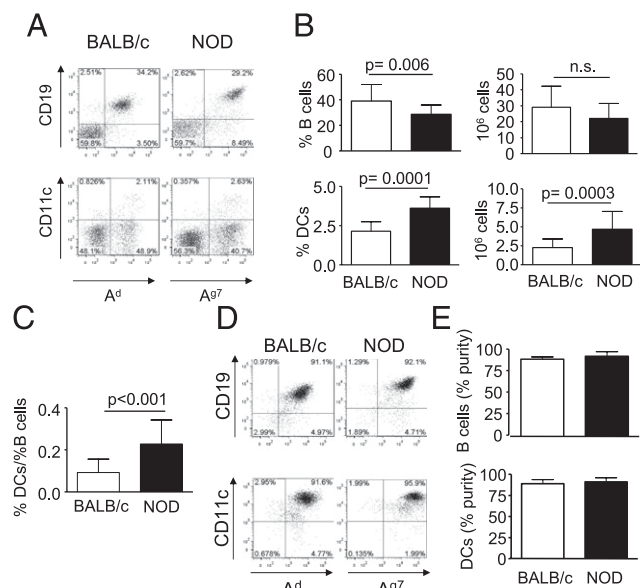 A
BALB/c NOD
CD19
2.51% 34.2%
59.8% 3.50%
2.62% 29.2%
59.7% 8.49%
CD11c
0.826% 2.11%
48.1% 48.9%
0.357% 2.63%
56.3% 40.7%
Aᵈ Aᵍ⁷
B
p= 0.006
% B cells
60
40
20
0
n.s.
10⁶ cells
50
40
30
20
10
0
p= 0.0001
% DCs
5.0
2.5
0.0
BALB/c NOD
p= 0.0003
10⁶ cells
10.0
7.5
5.0
2.5
0.0
BALB/c NOD
C
p<0.001
% DCs/%B cells
0.4
0.2
0.0
BALB/c NOD
D
BALB/c NOD
CD19
0.979% 91.1%
2.99% 4.97%
1.29% 92.1%
1.89% 4.71%
CD11c
2.95% 91.6%
0.678% 4.77%
1.99% 95.9%
0.135% 1.99%
Aᵈ Aᵍ⁷
E
B cells (% purity)
100
75
50
25
0
DCs (% purity)
100
75
50
25
0
BALB/c NOD